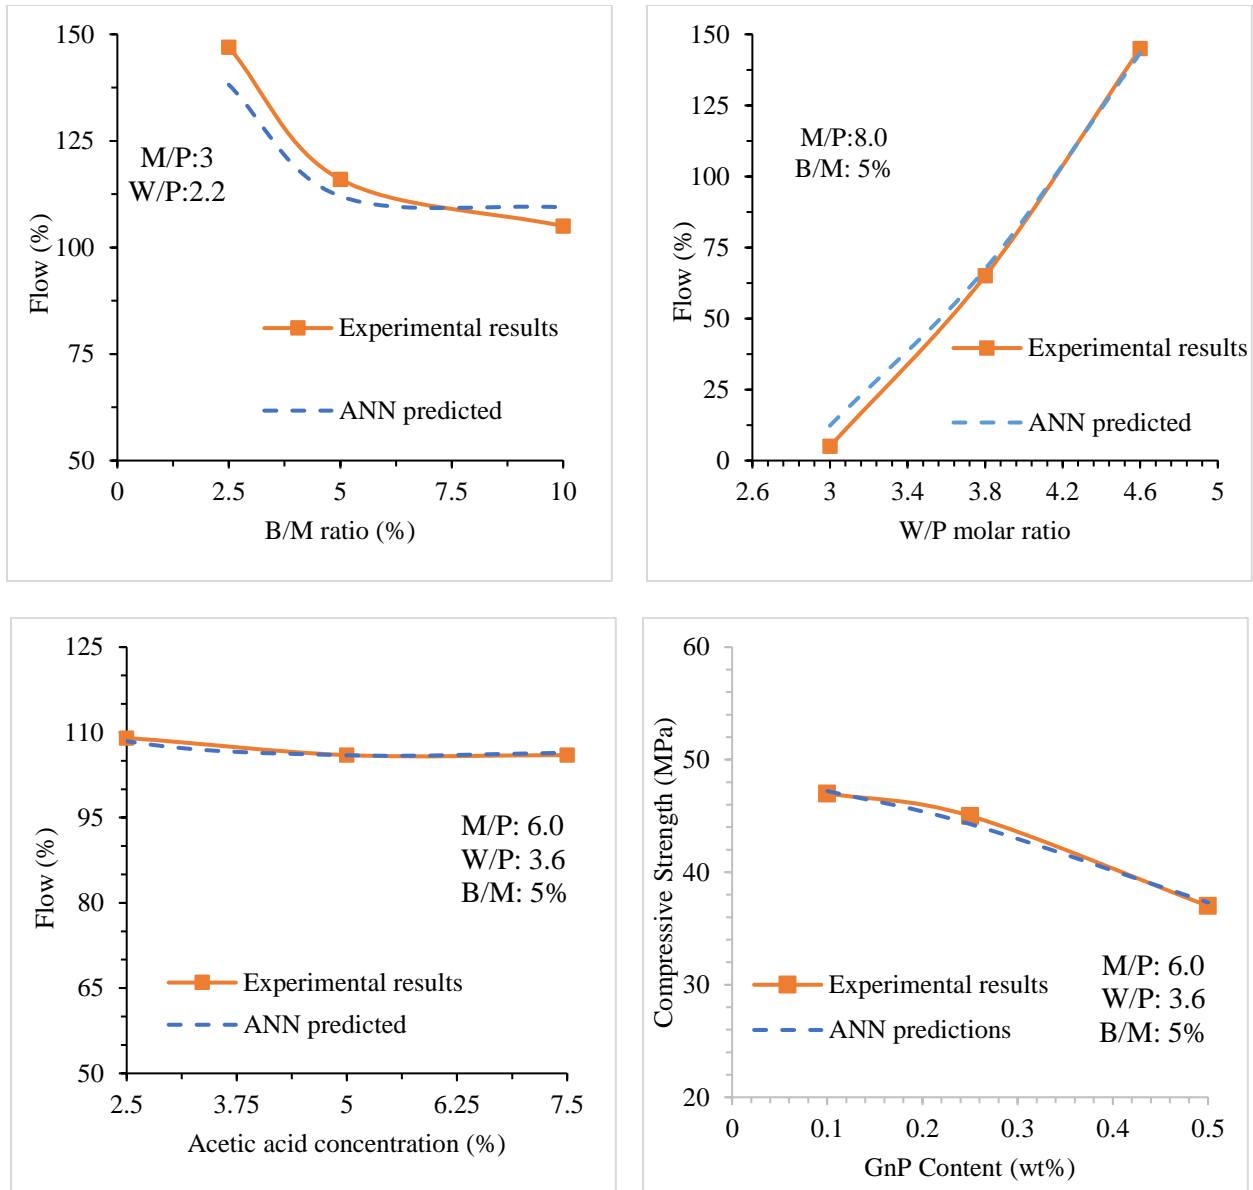 150
125
100
75
50
0
2.5
5
7.5
10
Flow (%)
B/M ratio (%)
M/P:3
W/P:2.2
Experimental results
ANN predicted
150
125
100
75
50
25
0
2.6
3
3.4
3.8
4.2
4.6
5
Flow (%)
W/P molar ratio
M/P:8.0
B/M: 5%
Experimental results
ANN predicted
125
110
95
80
65
50
2.5
3.75
5
6.25
7.5
Flow (%)
Acetic acid concentration (%)
M/P: 6.0
W/P: 3.6
B/M: 5%
Experimental results
ANN predicted
60
50
40
30
20
0
0.1
0.2
0.3
0.4
0.5
Compressive Strength (MPa)
GnP Content (wt%)
Experimental results
ANN predictions
M/P: 6.0
W/P: 3.6
B/M: 5%